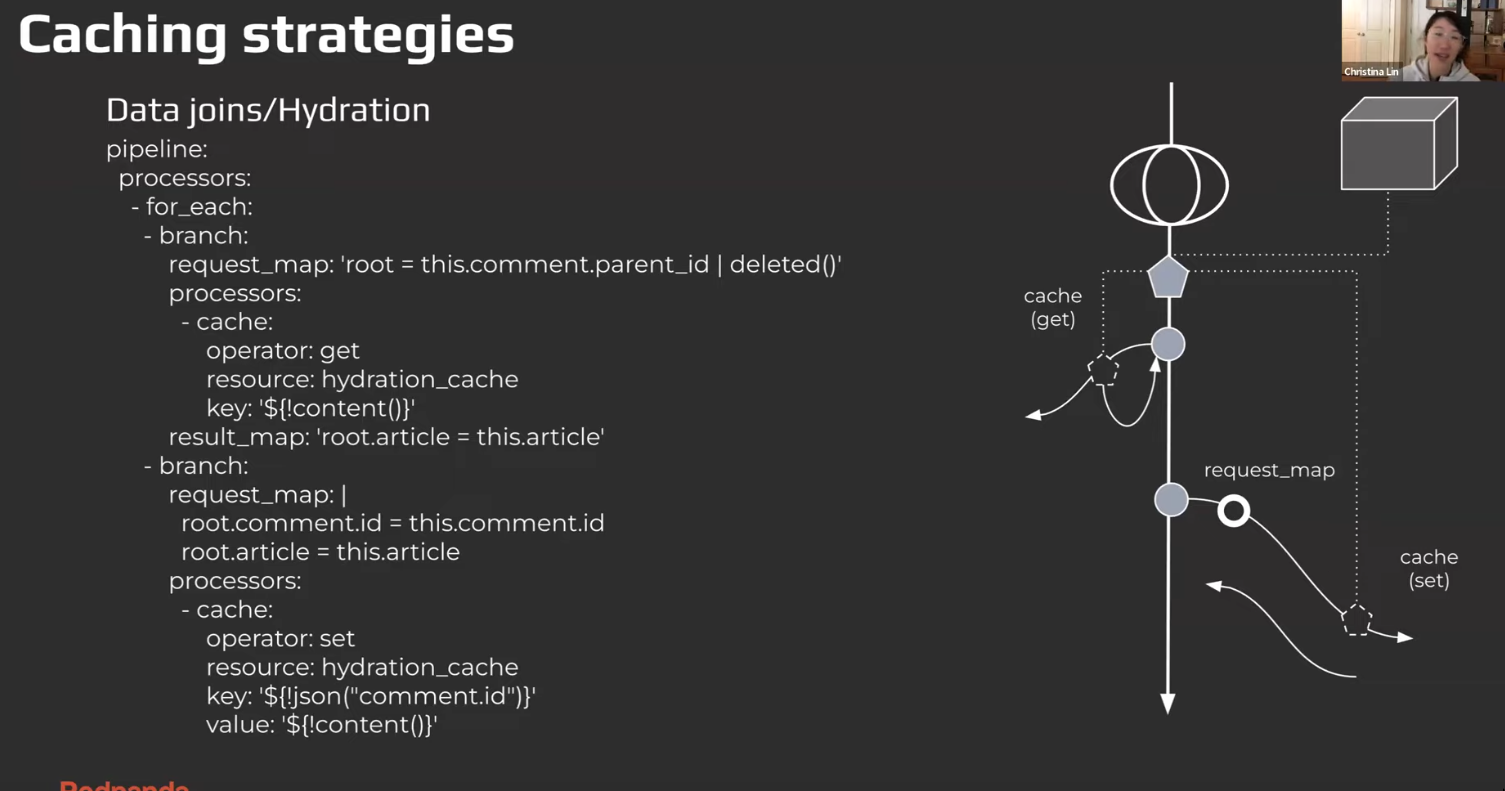 Caching strategies
Christina Lin
Data joins/Hydration
pipeline:
processors:
- for_each:
- branch:
request_map: 'root = this.comment.parent_id | deleted()'
processors:
- cache:
operator: get
resource: hydration_cache
key: '${!content()}'
result_map: 'root.article = this.article'
- branch:
request_map: |
root.comment.id = this.comment.id
root.article = this.article
processors:
- cache:
operator: set
resource: hydration_cache
key: '${!json("comment.id")}'
value: '${!content()}'
cache
(get)
request_map
cache
(set)
Redpanda